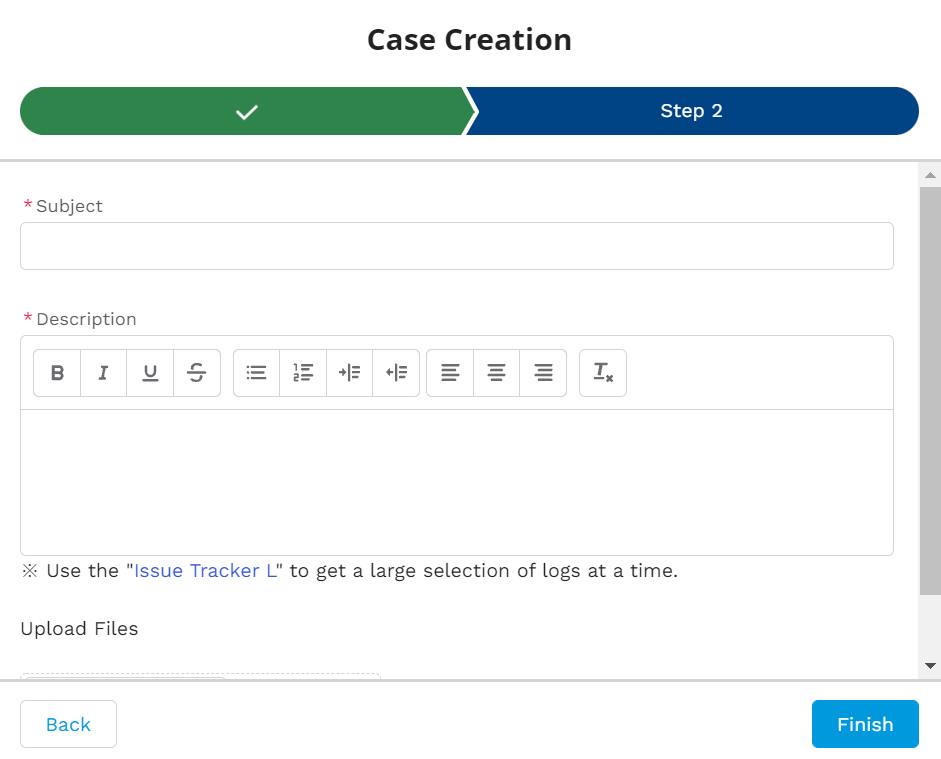 Case Creation
Step 2
* Subject
* Description
B I U S
※ Use the "Issue Tracker L" to get a large selection of logs at a time.
Upload Files
Back
Finish